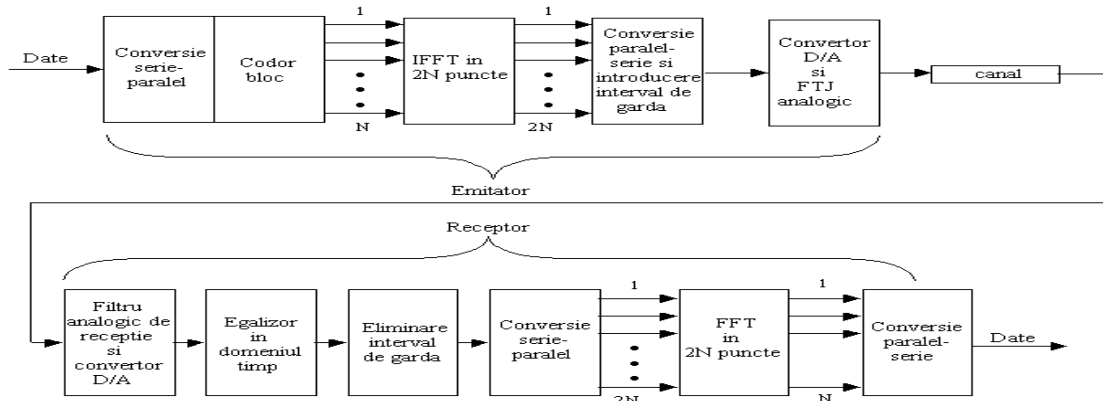 Date
Conversie
serie-
paralel
Codor
bloc
1
N
IFFT in
2N puncte
1
2N
Conversie
paralel-
serie si
introducere
interval de
garda
Convertor
D/A
si
FTJ
analogic
canal
Emitator
Receptor
Filtru
analogic de
receptie
si
convertor
D/A
Egalizor
in
domeniul
timp
Eliminare
interval
de garda
Conversie
serie-
paralel
1
2N
FFT
in
2N puncte
1
N
Conversie
paralel-
serie
Date